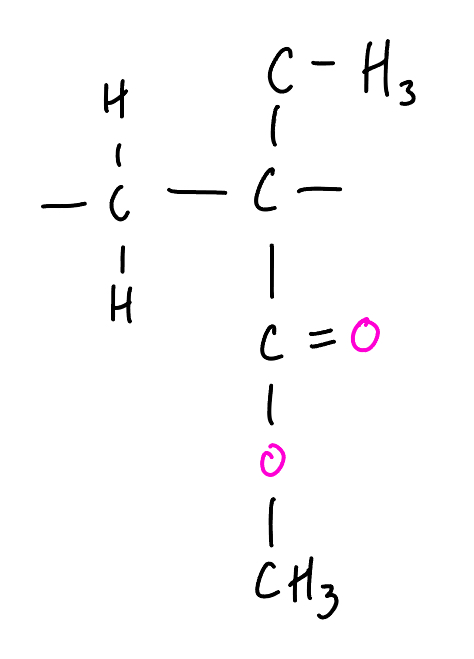 C - H3
H
- C - C -
H
C = O
O
CH3